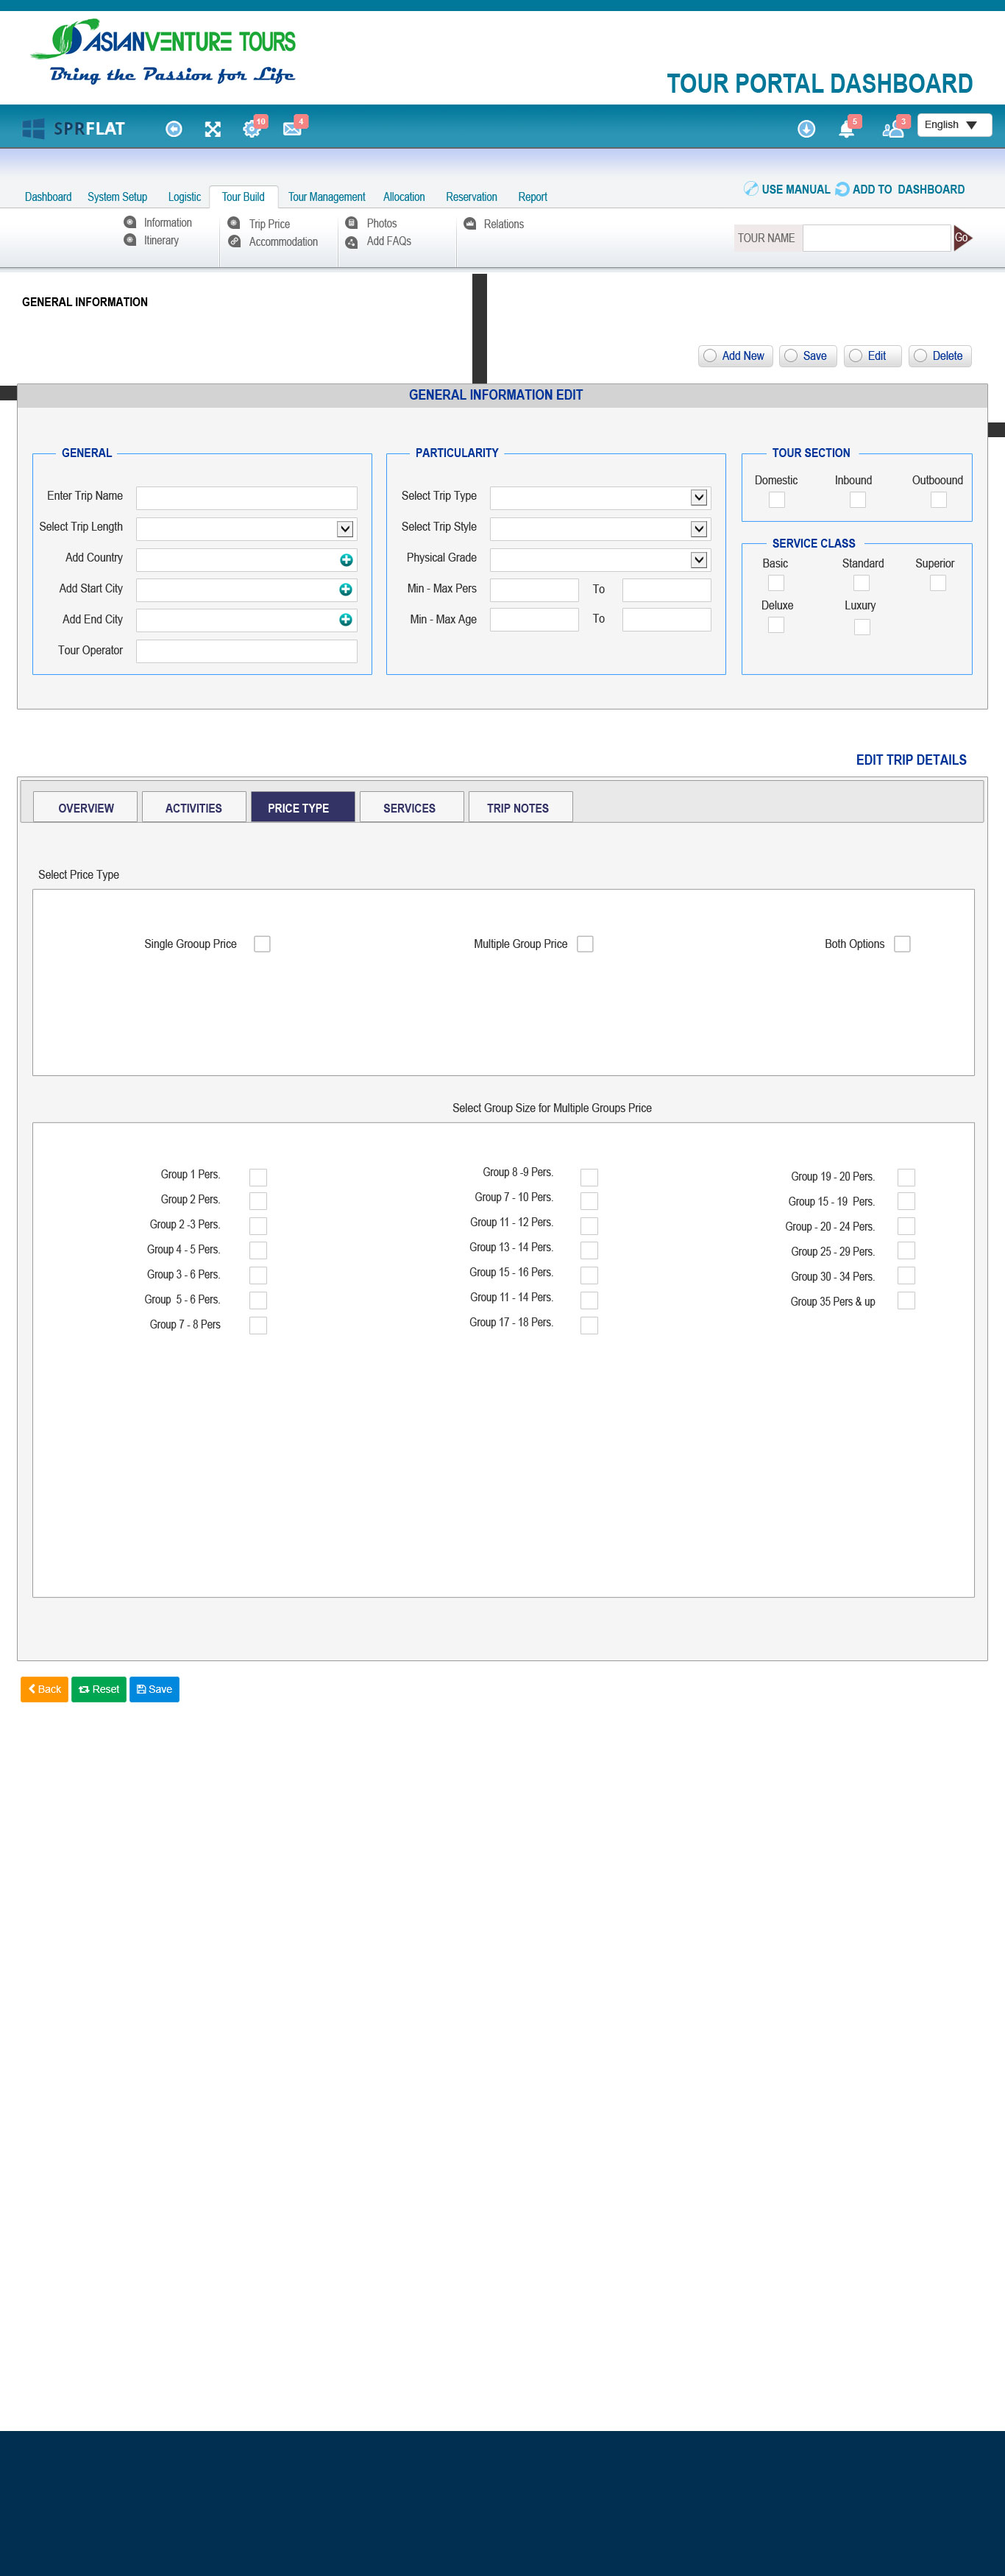 ASIANVENTURE TOURS
Bring the Passion for Life
TOUR PORTAL DASHBOARD
SPRFLAT
10
4
5
3
English
Dashboard System Setup Logistic Tour Build Tour Management Allocation Reservation Report
USE MANUAL ADD TO DASHBOARD
Information Trip Price Photos Relations
Itinerary Accommodation Add FAQs
TOUR NAME Go
GENERAL INFORMATION
Add New Save Edit Delete
GENERAL INFORMATION EDIT
GENERAL
Enter Trip Name
Select Trip Length
Add Country
Add Start City
Add End City
Tour Operator
PARTICULARITY
Select Trip Type
Select Trip Style
Physical Grade
Min - Max Pers To
Min - Max Age To
TOUR SECTION
Domestic Inbound Outboound
SERVICE CLASS
Basic Standard Superior
Deluxe Luxury
EDIT TRIP DETAILS
OVERVIEW ACTIVITIES PRICE TYPE SERVICES TRIP NOTES
Select Price Type
Single Grooup Price Multiple Group Price Both Options
Select Group Size for Multiple Groups Price
Group 1 Pers.
Group 2 Pers.
Group 2 -3 Pers.
Group 4 - 5 Pers.
Group 3 - 6 Pers.
Group 5 - 6 Pers.
Group 7 - 8 Pers
Group 8 -9 Pers.
Group 7 - 10 Pers.
Group 11 - 12 Pers.
Group 13 - 14 Pers.
Group 15 - 16 Pers.
Group 11 - 14 Pers.
Group 17 - 18 Pers.
Group 19 - 20 Pers.
Group 15 - 19 Pers.
Group - 20 - 24 Pers.
Group 25 - 29 Pers.
Group 30 - 34 Pers.
Group 35 Pers & up
Back Reset Save